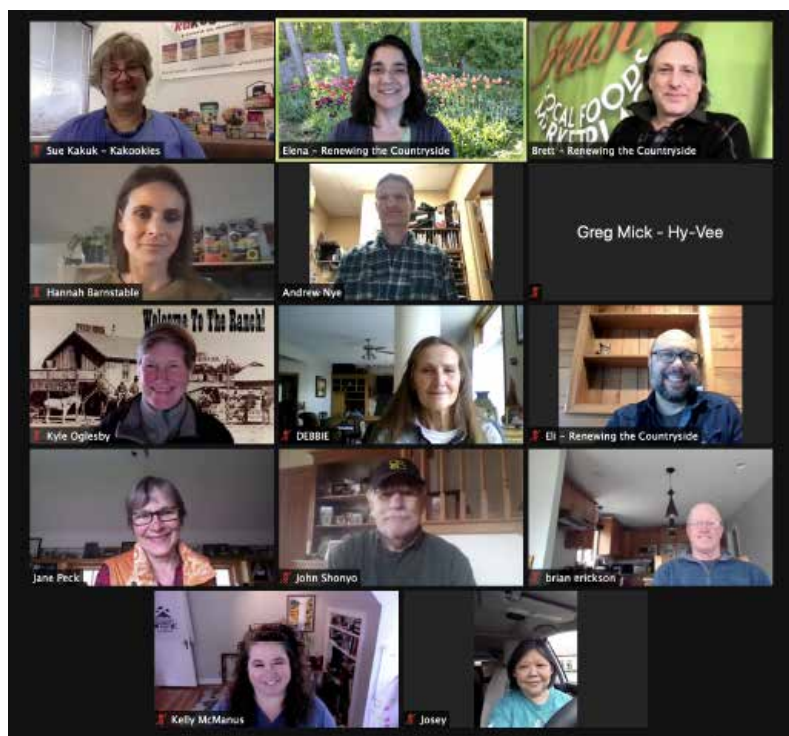 Sue Kakuk - Kakookies
Elena - Renewing the Countryside
LOCAL FOODS
Brett - Renewing the Countryside
Hannah Barnstable
Andrew Nye
Greg Mick - Hy-Vee
Welcome To The Ranch!
Kyle Oglesby
DEBBIE
Eli - Renewing the Countryside
Jane Peck
John Shonyo
brian erickson
Kelly McManus
Josey